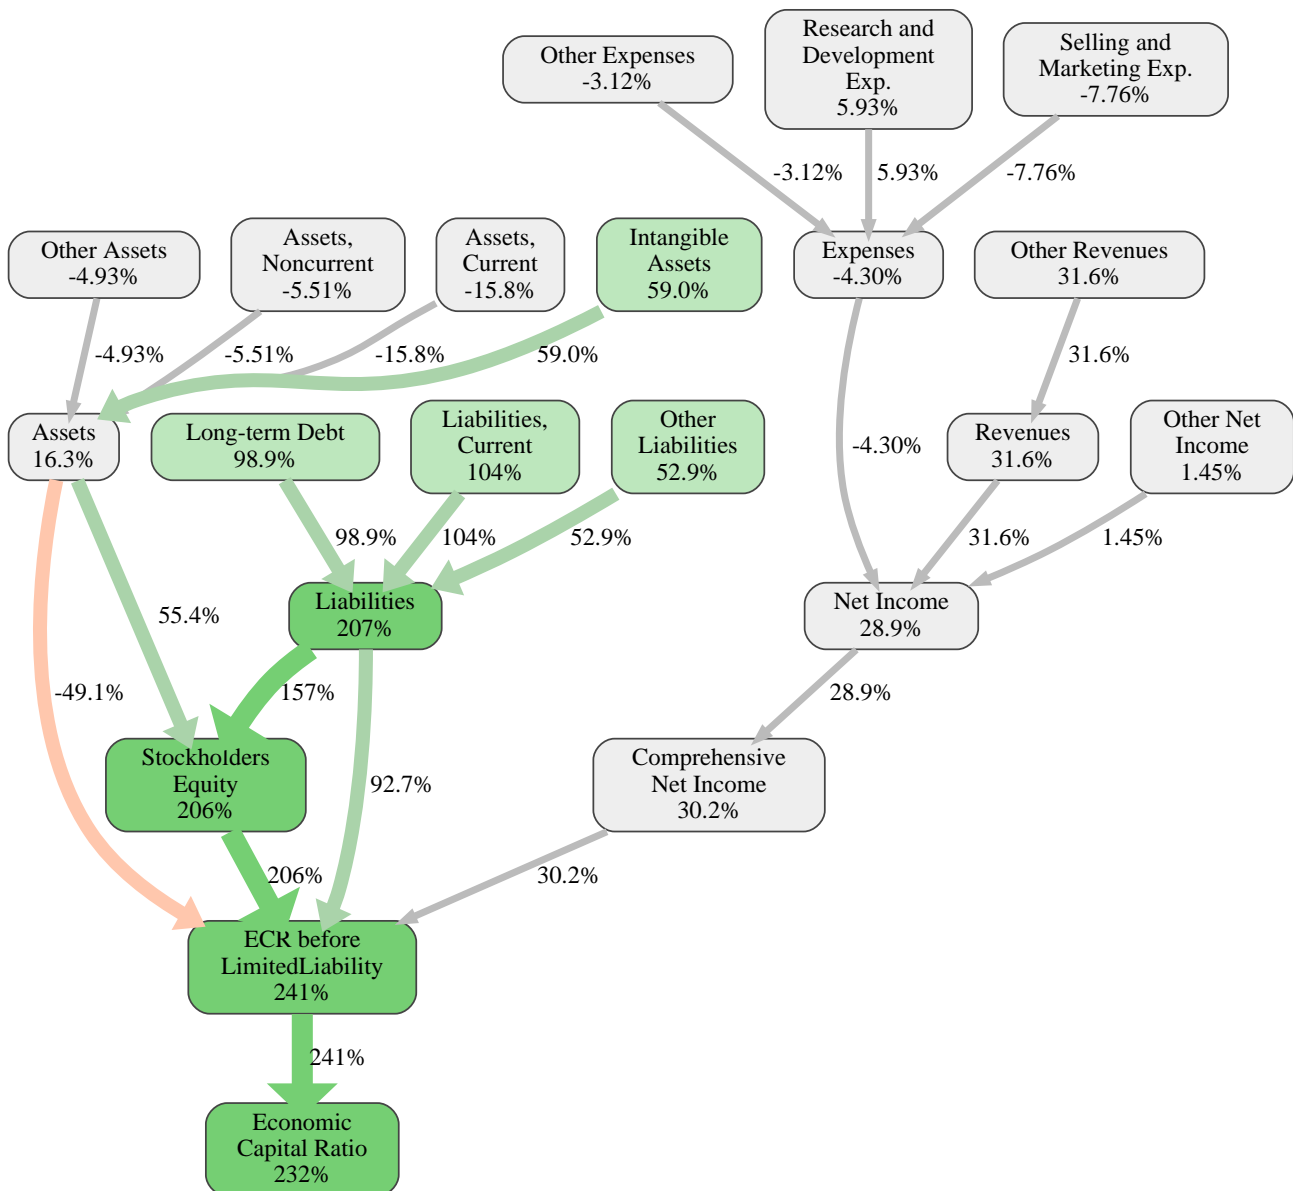 Other Expenses
-3.12%
Research and
Development
Exp.
5.93%
Selling and
Marketing Exp.
-7.76%
-3.12%
5.93%
-7.76%
Other Assets
-4.93%
Assets,
Noncurrent
-5.51%
Assets,
Current
-15.8%
Intangible
Assets
59.0%
Expenses
-4.30%
Other Revenues
31.6%
-4.93%
-5.51%
-15.8%
59.0%
31.6%
Assets
16.3%
Long-term Debt
98.9%
Liabilities,
Current
104%
Other
Liabilities
52.9%
-4.30%
Revenues
31.6%
Other Net
Income
1.45%
98.9%
104%
52.9%
31.6%
1.45%
55.4%
Liabilities
207%
Net Income
28.9%
-49.1%
157%
28.9%
Stockholders
Equity
206%
92.7%
Comprehensive
Net Income
30.2%
206%
30.2%
ECR before
LimitedLiability
241%
241%
Economic
Capital Ratio
232%